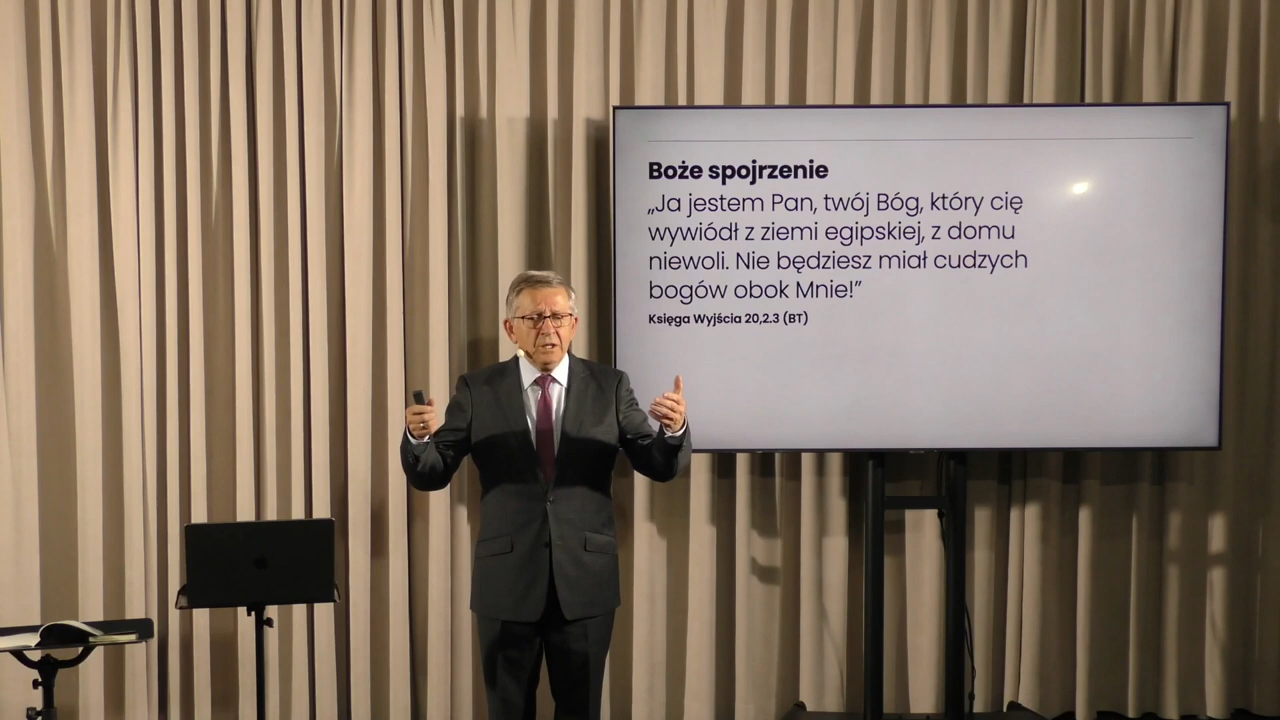 Boże spojrzenie
„Ja jestem Pan, twój Bóg, który cię
wywiódł z ziemi egipskiej, z domu
niewoli. Nie będziesz miał cudzych
bogów obok Mnie!”
Księga Wyjścia 20,2.3 (BT)